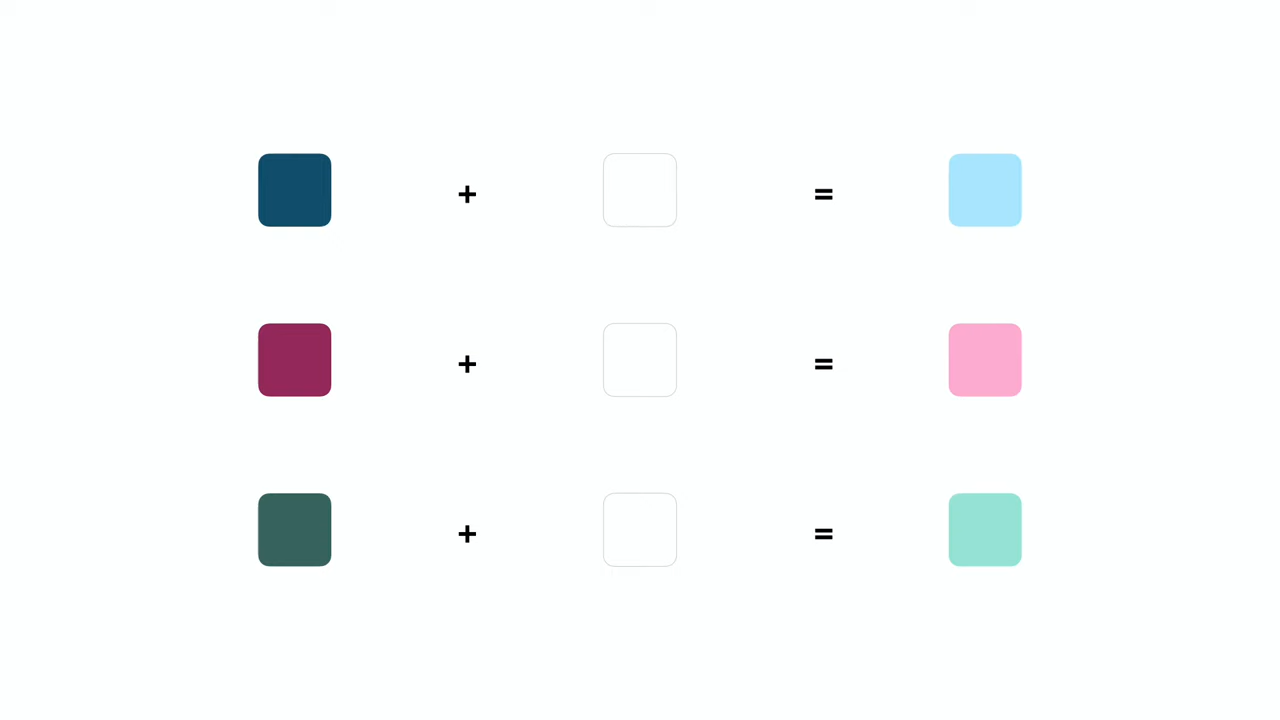 + =
+ =
+ =